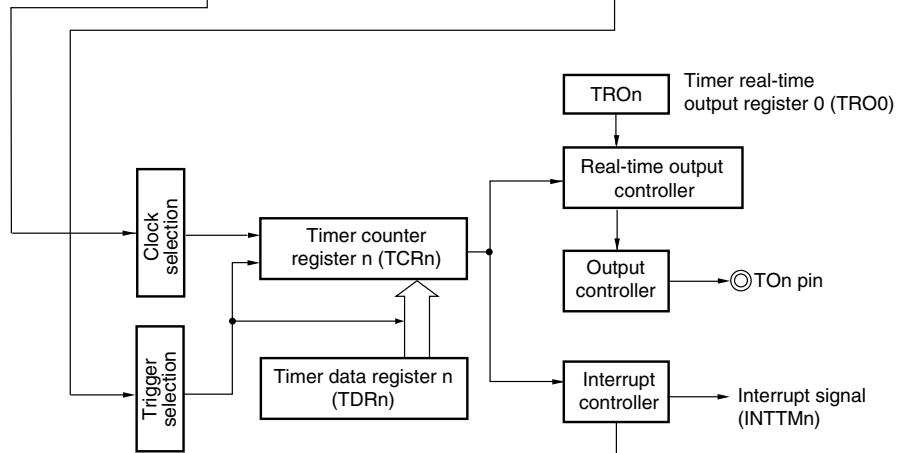 TROn
Timer real-time
output register 0 (TRO0)
Real-time output
controller
Clock
selection
Timer counter
register n (TCRn)
Output
controller
TOn pin
Trigger
selection
Timer data register n
(TDRn)
Interrupt
controller
Interrupt signal
(INTTMn)